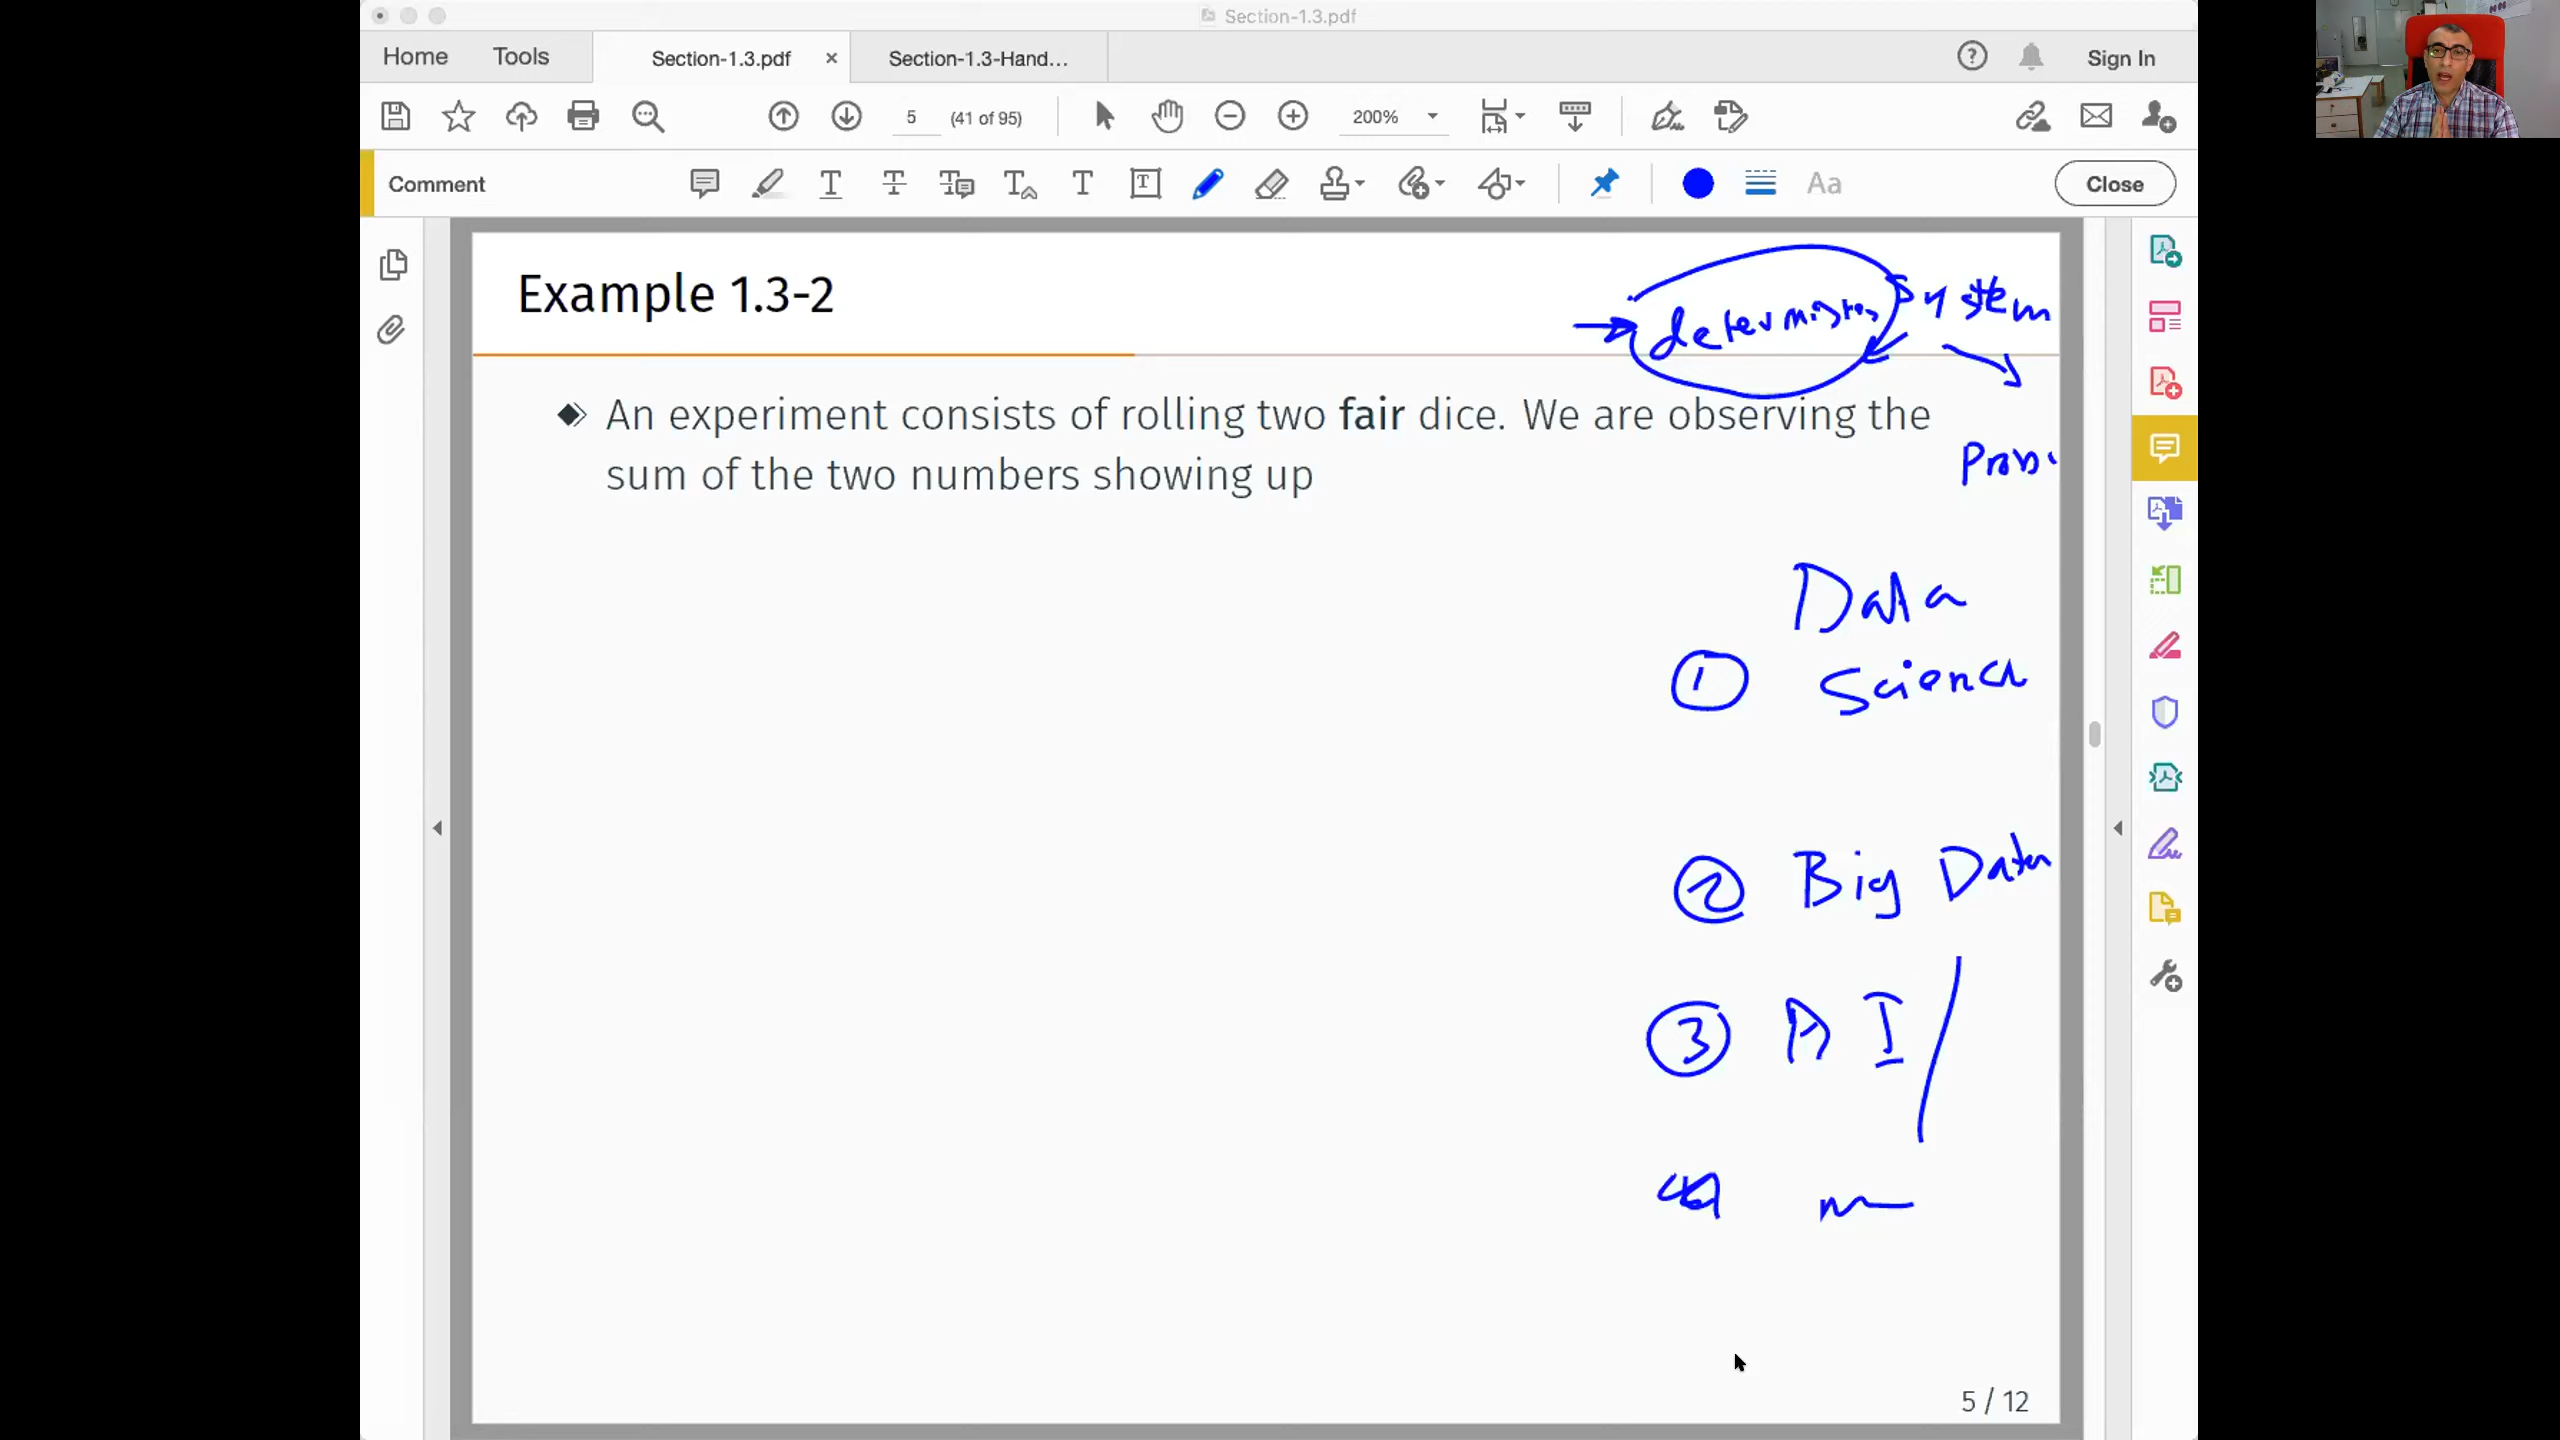 Section-1.3.pdf
Home Tools Section-1.3.pdf × Section-1.3-Hand... Sign In
5 (41 of 95) 200%
Comment Aa Close
Example 1.3-2
system
Prob.
An experiment consists of rolling two fair dice. We are observing the
sum of the two numbers showing up
Data
① Science
② Big Data
③ AI/
5 / 12